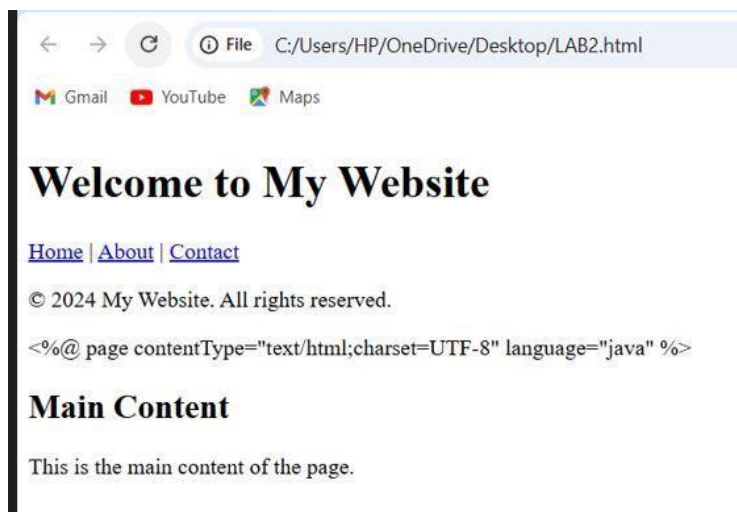 File C:/Users/HP/OneDrive/Desktop/LAB2.html
Gmail YouTube Maps
Welcome to My Website
Home | About | Contact
© 2024 My Website. All rights reserved.
<%@ page contentType="text/html;charset=UTF-8" language="java" %>
Main Content
This is the main content of the page.